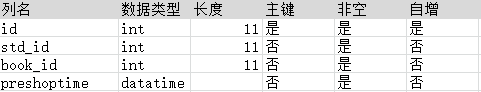 列名 数据类型 长度 主键 非空 自增
id int 11 是 是 是
std_id int 11 否 是 否
book_id int 11 否 是 否
preshoptime datatime 否 是 否